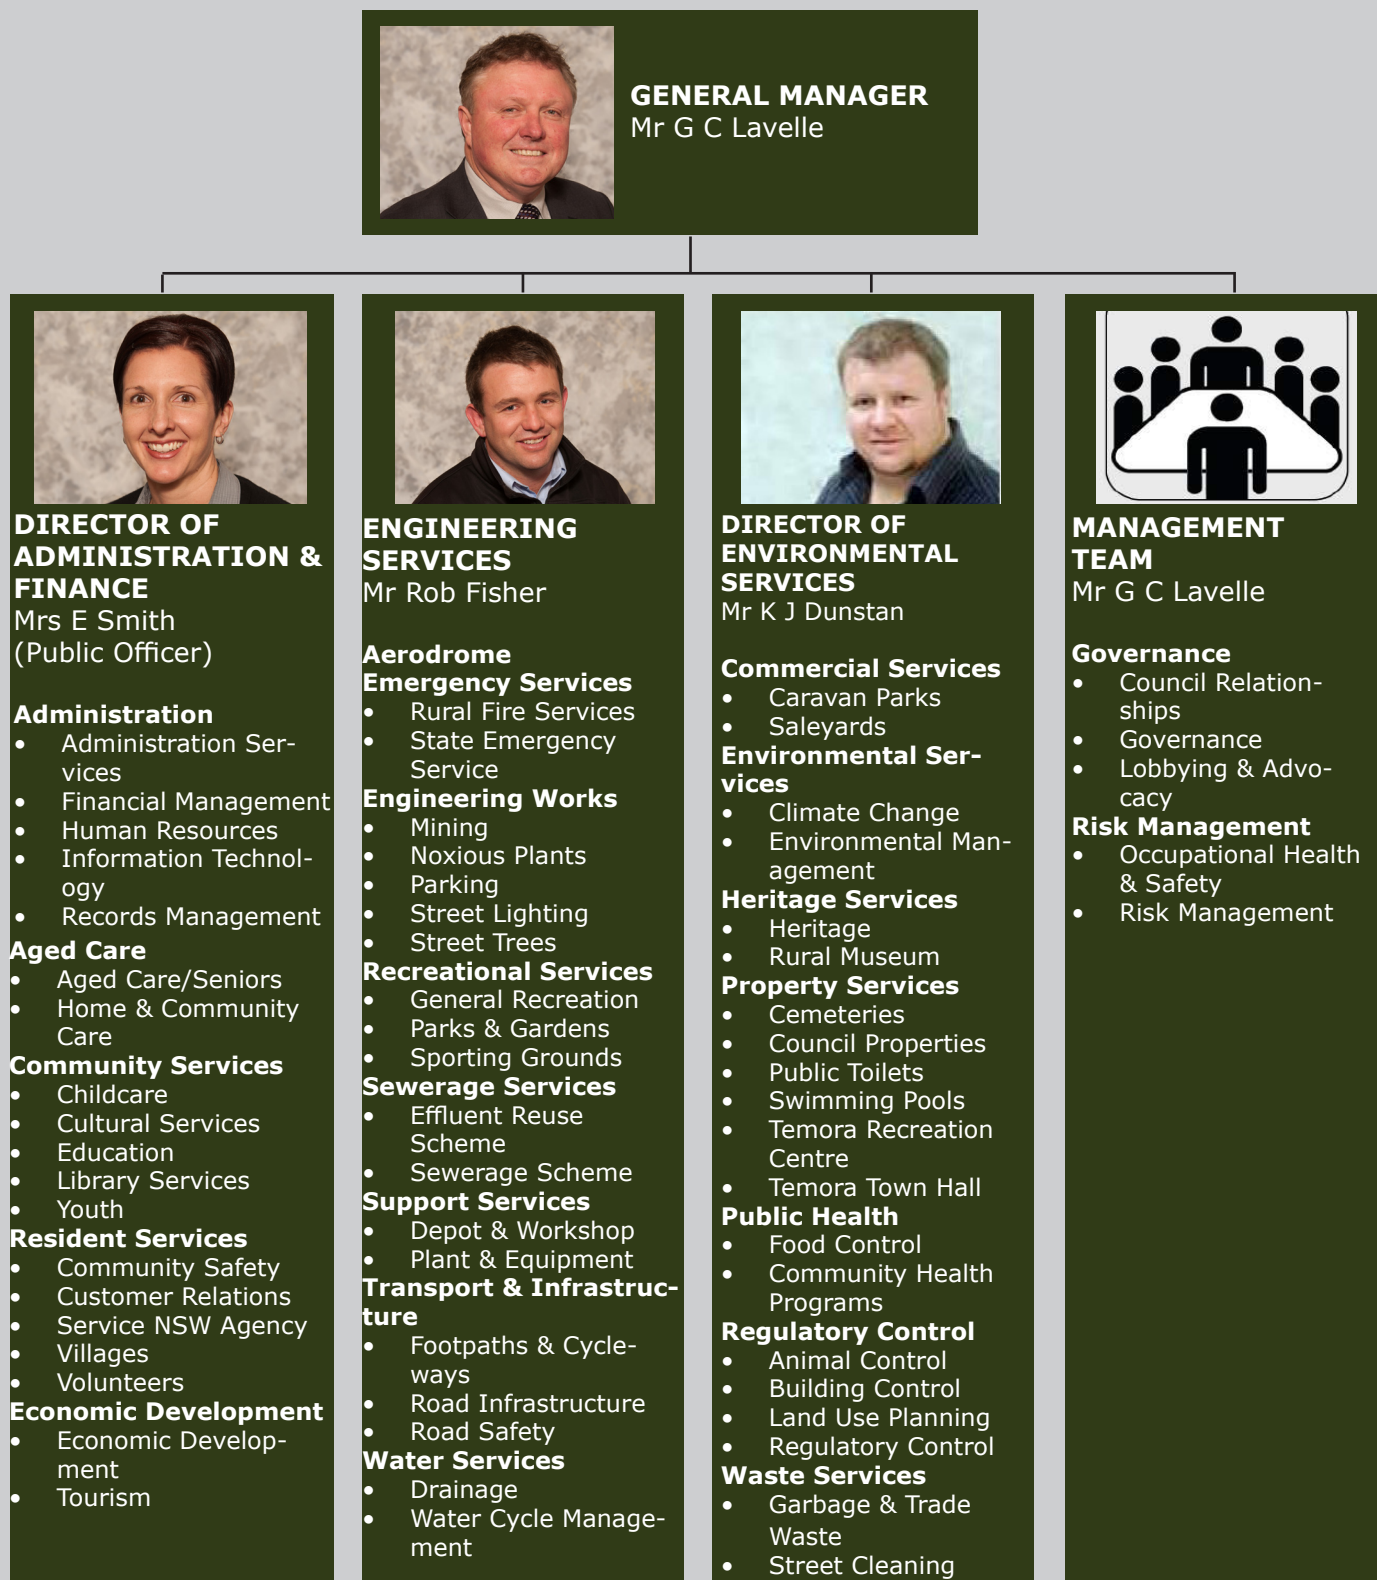 GENERAL MANAGER
Mr G C Lavelle
DIRECTOR OF
ADMINISTRATION &
FINANCE
Mrs E Smith
(Public Officer)
Administration
• Administration Ser-
vices
• Financial Management
• Human Resources
• Information Technol-
ogy
• Records Management
Aged Care
• Aged Care/Seniors
• Home & Community
Care
Community Services
• Childcare
• Cultural Services
• Education
• Library Services
• Youth
Resident Services
• Community Safety
• Customer Relations
• Service NSW Agency
• Villages
• Volunteers
Economic Development
• Economic Develop-
ment
• Tourism
ENGINEERING
SERVICES
Mr Rob Fisher
Aerodrome
Emergency Services
• Rural Fire Services
• State Emergency
Service
Engineering Works
• Mining
• Noxious Plants
• Parking
• Street Lighting
• Street Trees
Recreational Services
• General Recreation
• Parks & Gardens
• Sporting Grounds
Sewerage Services
• Effluent Reuse
Scheme
• Sewerage Scheme
Support Services
• Depot & Workshop
• Plant & Equipment
Transport & Infrastruc-
ture
• Footpaths & Cycle-
ways
• Road Infrastructure
• Road Safety
Water Services
• Drainage
• Water Cycle Manage-
ment
DIRECTOR OF
ENVIRONMENTAL
SERVICES
Mr K J Dunstan
Commercial Services
• Caravan Parks
• Saleyards
Environmental Ser-
vices
• Climate Change
• Environmental Man-
agement
Heritage Services
• Heritage
• Rural Museum
Property Services
• Cemeteries
• Council Properties
• Public Toilets
• Swimming Pools
• Temora Recreation
Centre
• Temora Town Hall
Public Health
• Food Control
• Community Health
Programs
Regulatory Control
• Animal Control
• Building Control
• Land Use Planning
• Regulatory Control
Waste Services
• Garbage & Trade
Waste
• Street Cleaning
MANAGEMENT
TEAM
Mr G C Lavelle
Governance
• Council Relation-
ships
• Governance
• Lobbying & Advo-
cacy
Risk Management
• Occupational Health
& Safety
• Risk Management